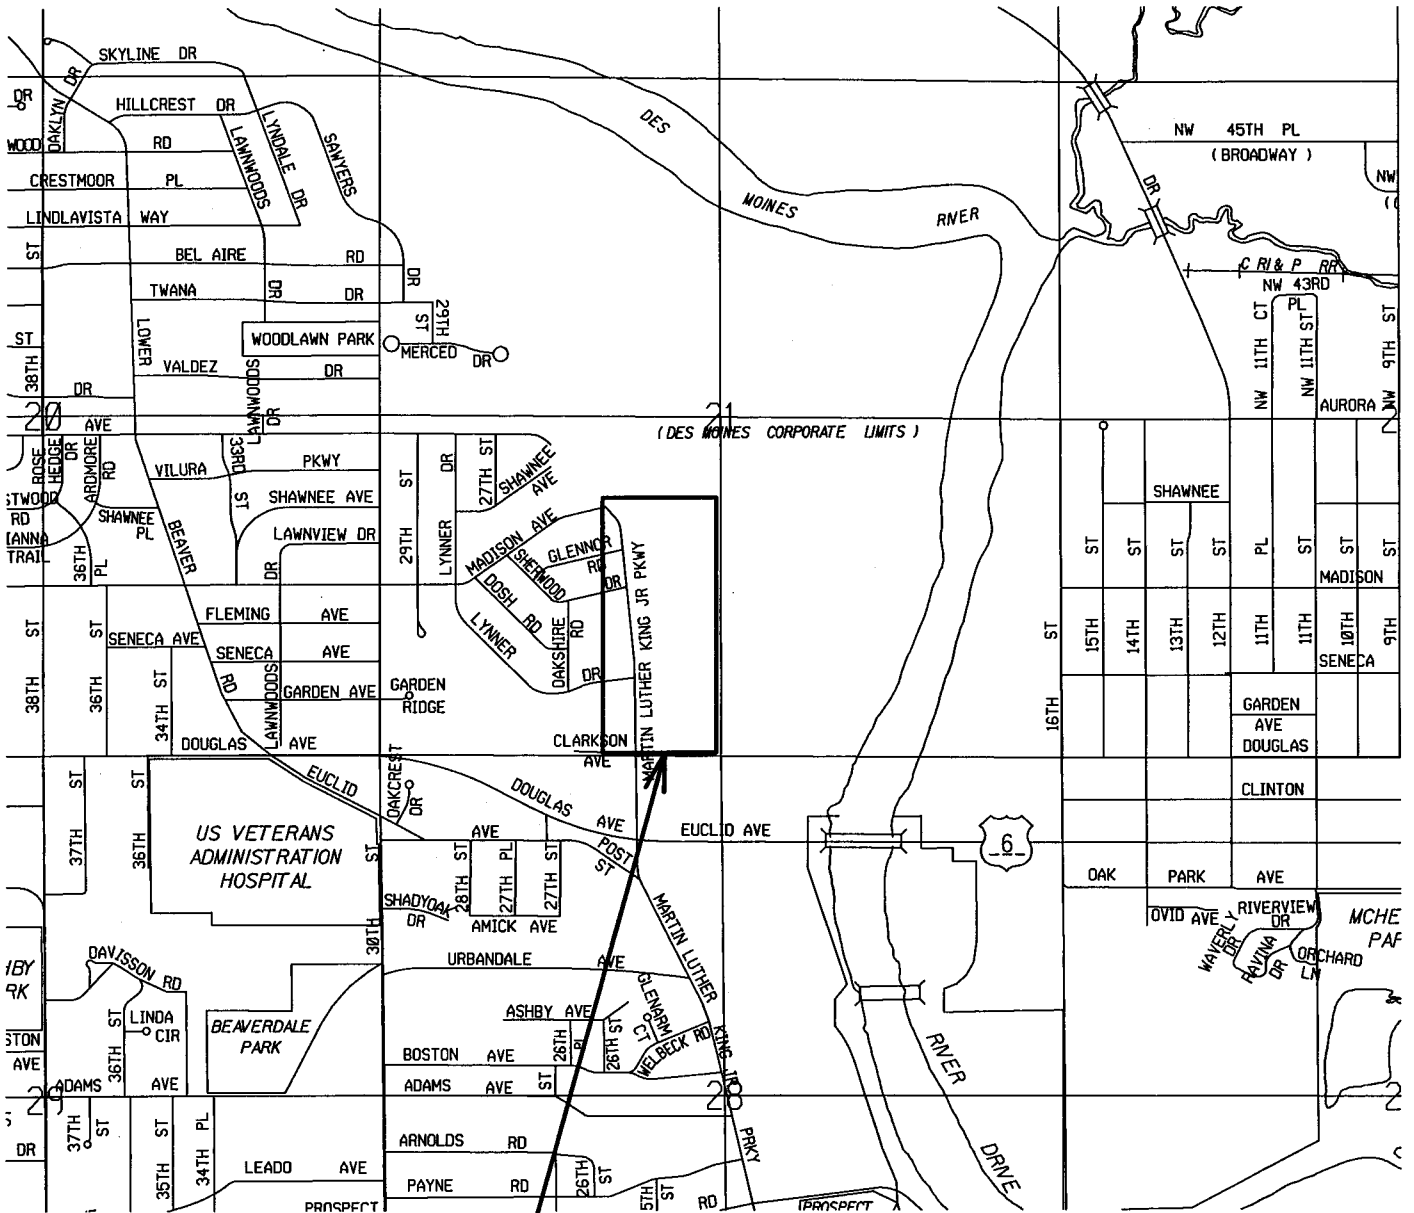 SKYLINE DR
OAKLYN DR
DR
HILLCREST DR
WOOD
RD
LAWNWOODS
LYNDALE DR
SAWYERS
CRESTMOOR PL
LINDLAVISTA WAY
ST
BEL AIRE RD
DR
TWANA DR
DR
29TH ST
LOWER
WOODLAWN PARK
MERCED DR
ST
38TH
VALDEZ DR
LAWNWOODS DR
DR
20
AVE
DES
MOINES
RIVER
NW 45TH PL
(BROADWAY)
DR
NW
C RI & P RR
NW 43RD
PL
NW 11TH CT
NW 11TH ST
NW 9TH ST
AURORA
21
(DES MOINES CORPORATE LIMITS)
2
ROSE
HEDGE
DR
ARDMORE
RD
VILURA PKWY
33RD ST
SHAWNEE AVE
LAWNVIEW DR
DR
STWOOD
RD
IANNA
TRAIL
SHAWNEE
PL
36TH PL
BEAVER
29TH ST
LYNNER DR
27TH ST
SHAWNEE
AVE
MADISON AVE
GLENNOR
RD
SHERWOOD
DR
DOSH RD
LYNNER
DR
OAKSHIRE RD
MARTIN LUTHER KING JR PKWY
SHAWNEE
15TH ST
14TH ST
13TH ST
12TH ST
11TH PL
11TH ST
10TH ST
9TH ST
MADISON
SENECA
16TH ST
GARDEN
AVE
DOUGLAS
38TH ST
36TH ST
FLEMING AVE
SENECA AVE
SENECA AVE
34TH ST
RD
LAWNWOODS
GARDEN AVE
GARDEN
RIDGE
DOUGLAS AVE
CLARKSON
AVE
EUCLID
OAKCREST
DR
DOUGLAS
AVE
EUCLID AVE
AVE
POST
ST
6
CLINTON
OAK PARK AVE
37TH ST
36TH ST
US VETERANS
ADMINISTRATION
HOSPITAL
30TH ST
28TH ST
27TH PL
27TH ST
SHADYOAK
DR
AMICK AVE
MARTIN LUTHER
KING JR
PRKY
OVID AVE
RIVERVIEW
DR
WAVERLY
DR
RAVINA
DR
ORCHARD
LN
MCHE
PAR
HBY
RK
DAVISSON RD
URBANDALE AVE
LINDA
CIR
36TH ST
BEAVERDALE
PARK
ASHBY AVE
GLENARM
CT
WELBECK RD
26TH
PL
26TH ST
STON
AVE
BOSTON AVE
29
ADAMS AVE
ADAMS AVE
ST
28
2
RIVER
DRIVE
37TH
ST
DR
35TH ST
34TH PL
ARNOLDS RD
LEADO AVE
PAYNE RD
26TH
ST
5TH
ST
PROSPECT
RD
PROSPECT